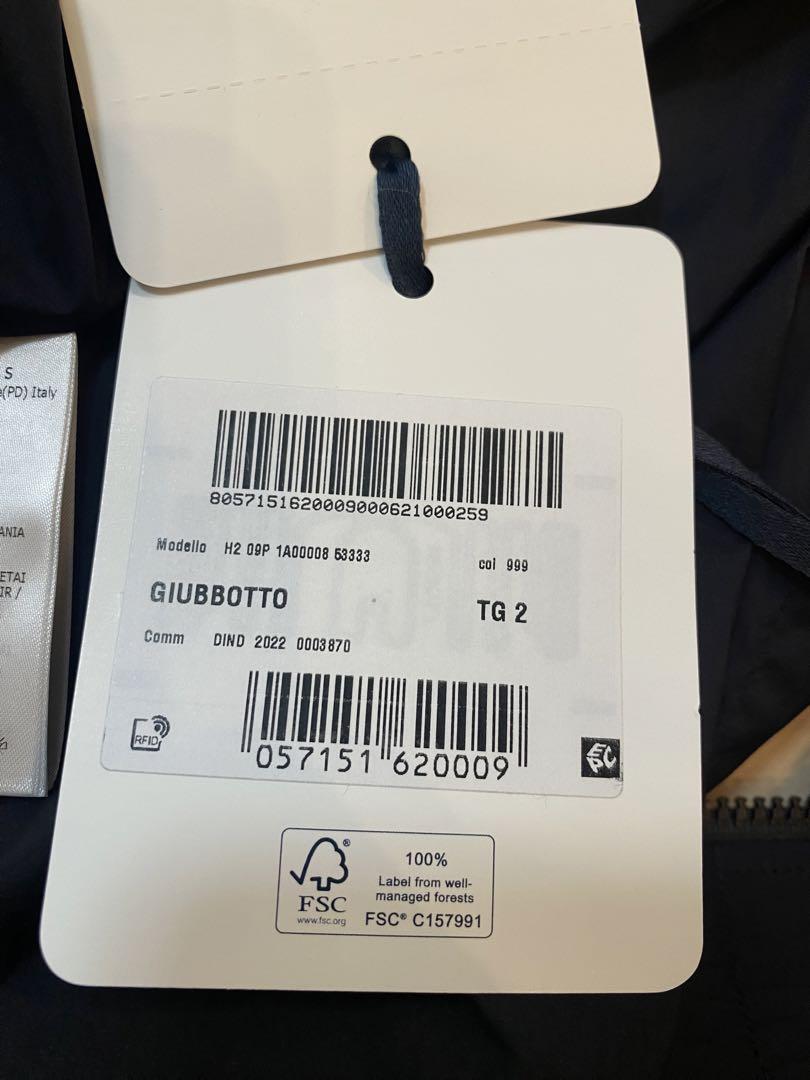 S
(PD) Italy
ANIA
ETAI
IR /
8057151620009000621000259
Modello H2 09P 1A00008 53333
col 999
GIUBBOTTO
TG 2
Comm DIND 2022 0003870
RFID
057151 620009
EPC
FSC®
www.fsc.org
100%
Label from well-
managed forests
FSC® C157991